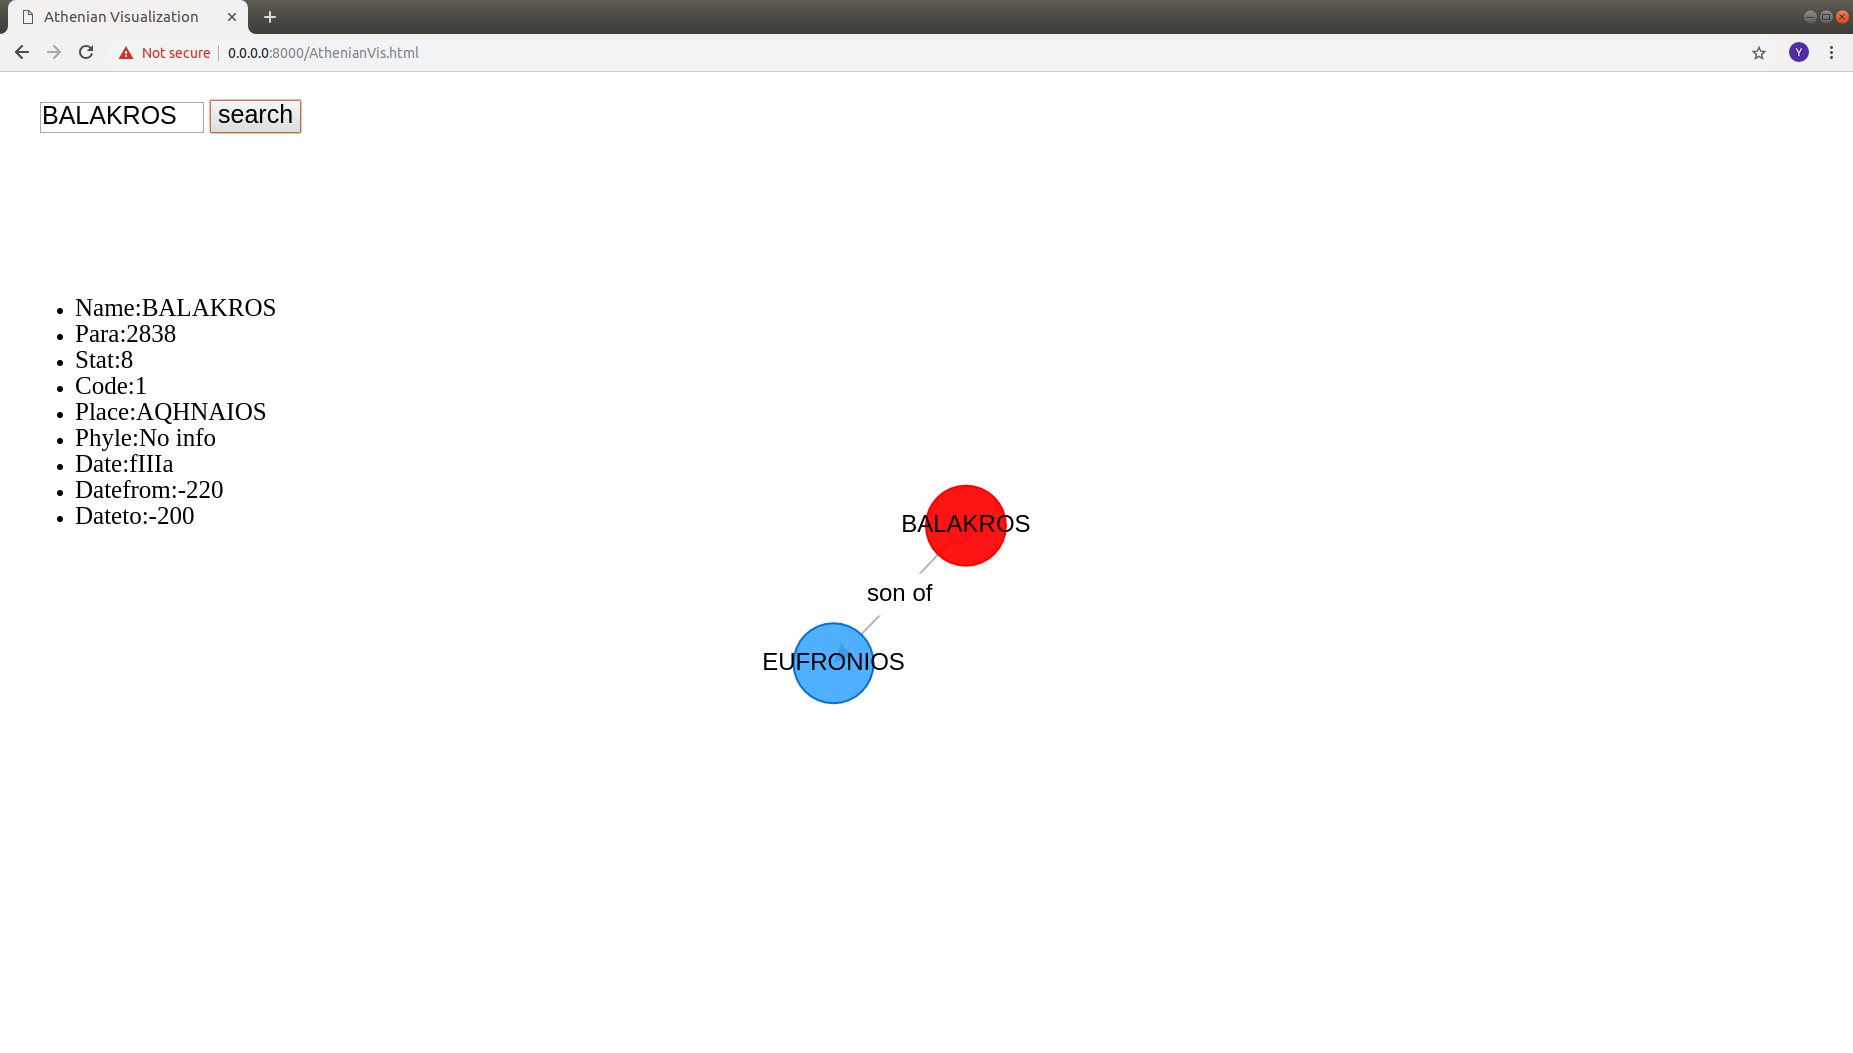 Athenian Visualization
Not secure 0.0.0.0:8000/AthenianVis.html
Y
BALAKROS search
Name:BALAKROS
Para:2838
Stat:8
Code:1
Place:AQHNAIOS
Phyle:No info
Date:fIIIa
Datefrom:-220
Dateto:-200
BALAKROS
son of
EUFRONIOS